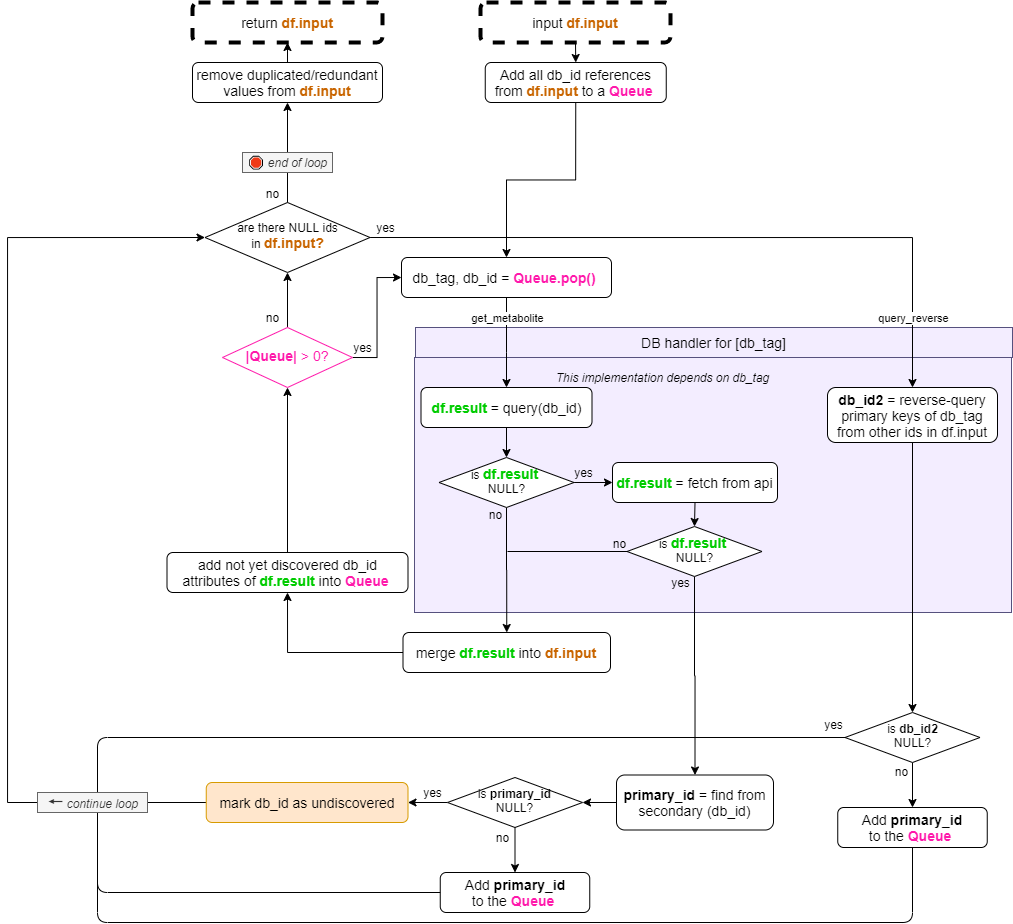 return df.input
input df.input
remove duplicated/redundant
values from df.input
Add all db_id references
from df.input to a Queue
end of loop
no
are there NULL ids
in df.input?
yes
db_tag, db_id = Queue.pop()
no
get_metabolite
query_reverse
|Queue| > 0?
yes
DB handler for [db_tag]
This implementation depends on db_tag
df.result = query(db_id)
db_id2 = reverse-query
primary keys of db_tag
from other ids in df.input
is df.result
NULL?
yes
df.result = fetch from api
no
no
is df.result
NULL?
yes
add not yet discovered db_id
attributes of df.result into Queue
merge df.result into df.input
yes
is db_id2
NULL?
no
continue loop
mark db_id as undiscovered
yes
is primary_id
NULL?
no
primary_id = find from
secondary (db_id)
Add primary_id
to the Queue
Add primary_id
to the Queue